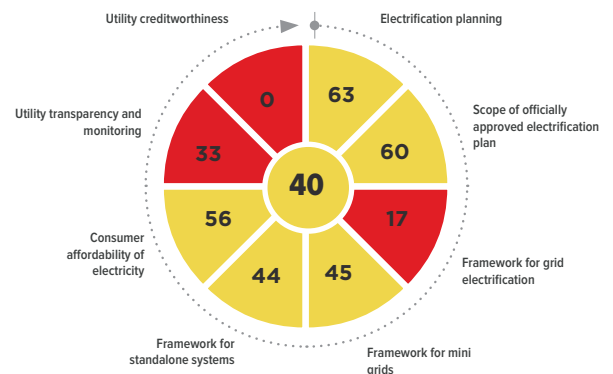 Utility creditworthiness
Electrification planning
0
63
Utility transparency and
monitoring
Scope of officially
approved electrification
plan
33
60
40
56
17
Consumer
affordability of
electricity
Framework for grid
electrification
44
45
Framework for
standalone systems
Framework for mini
grids